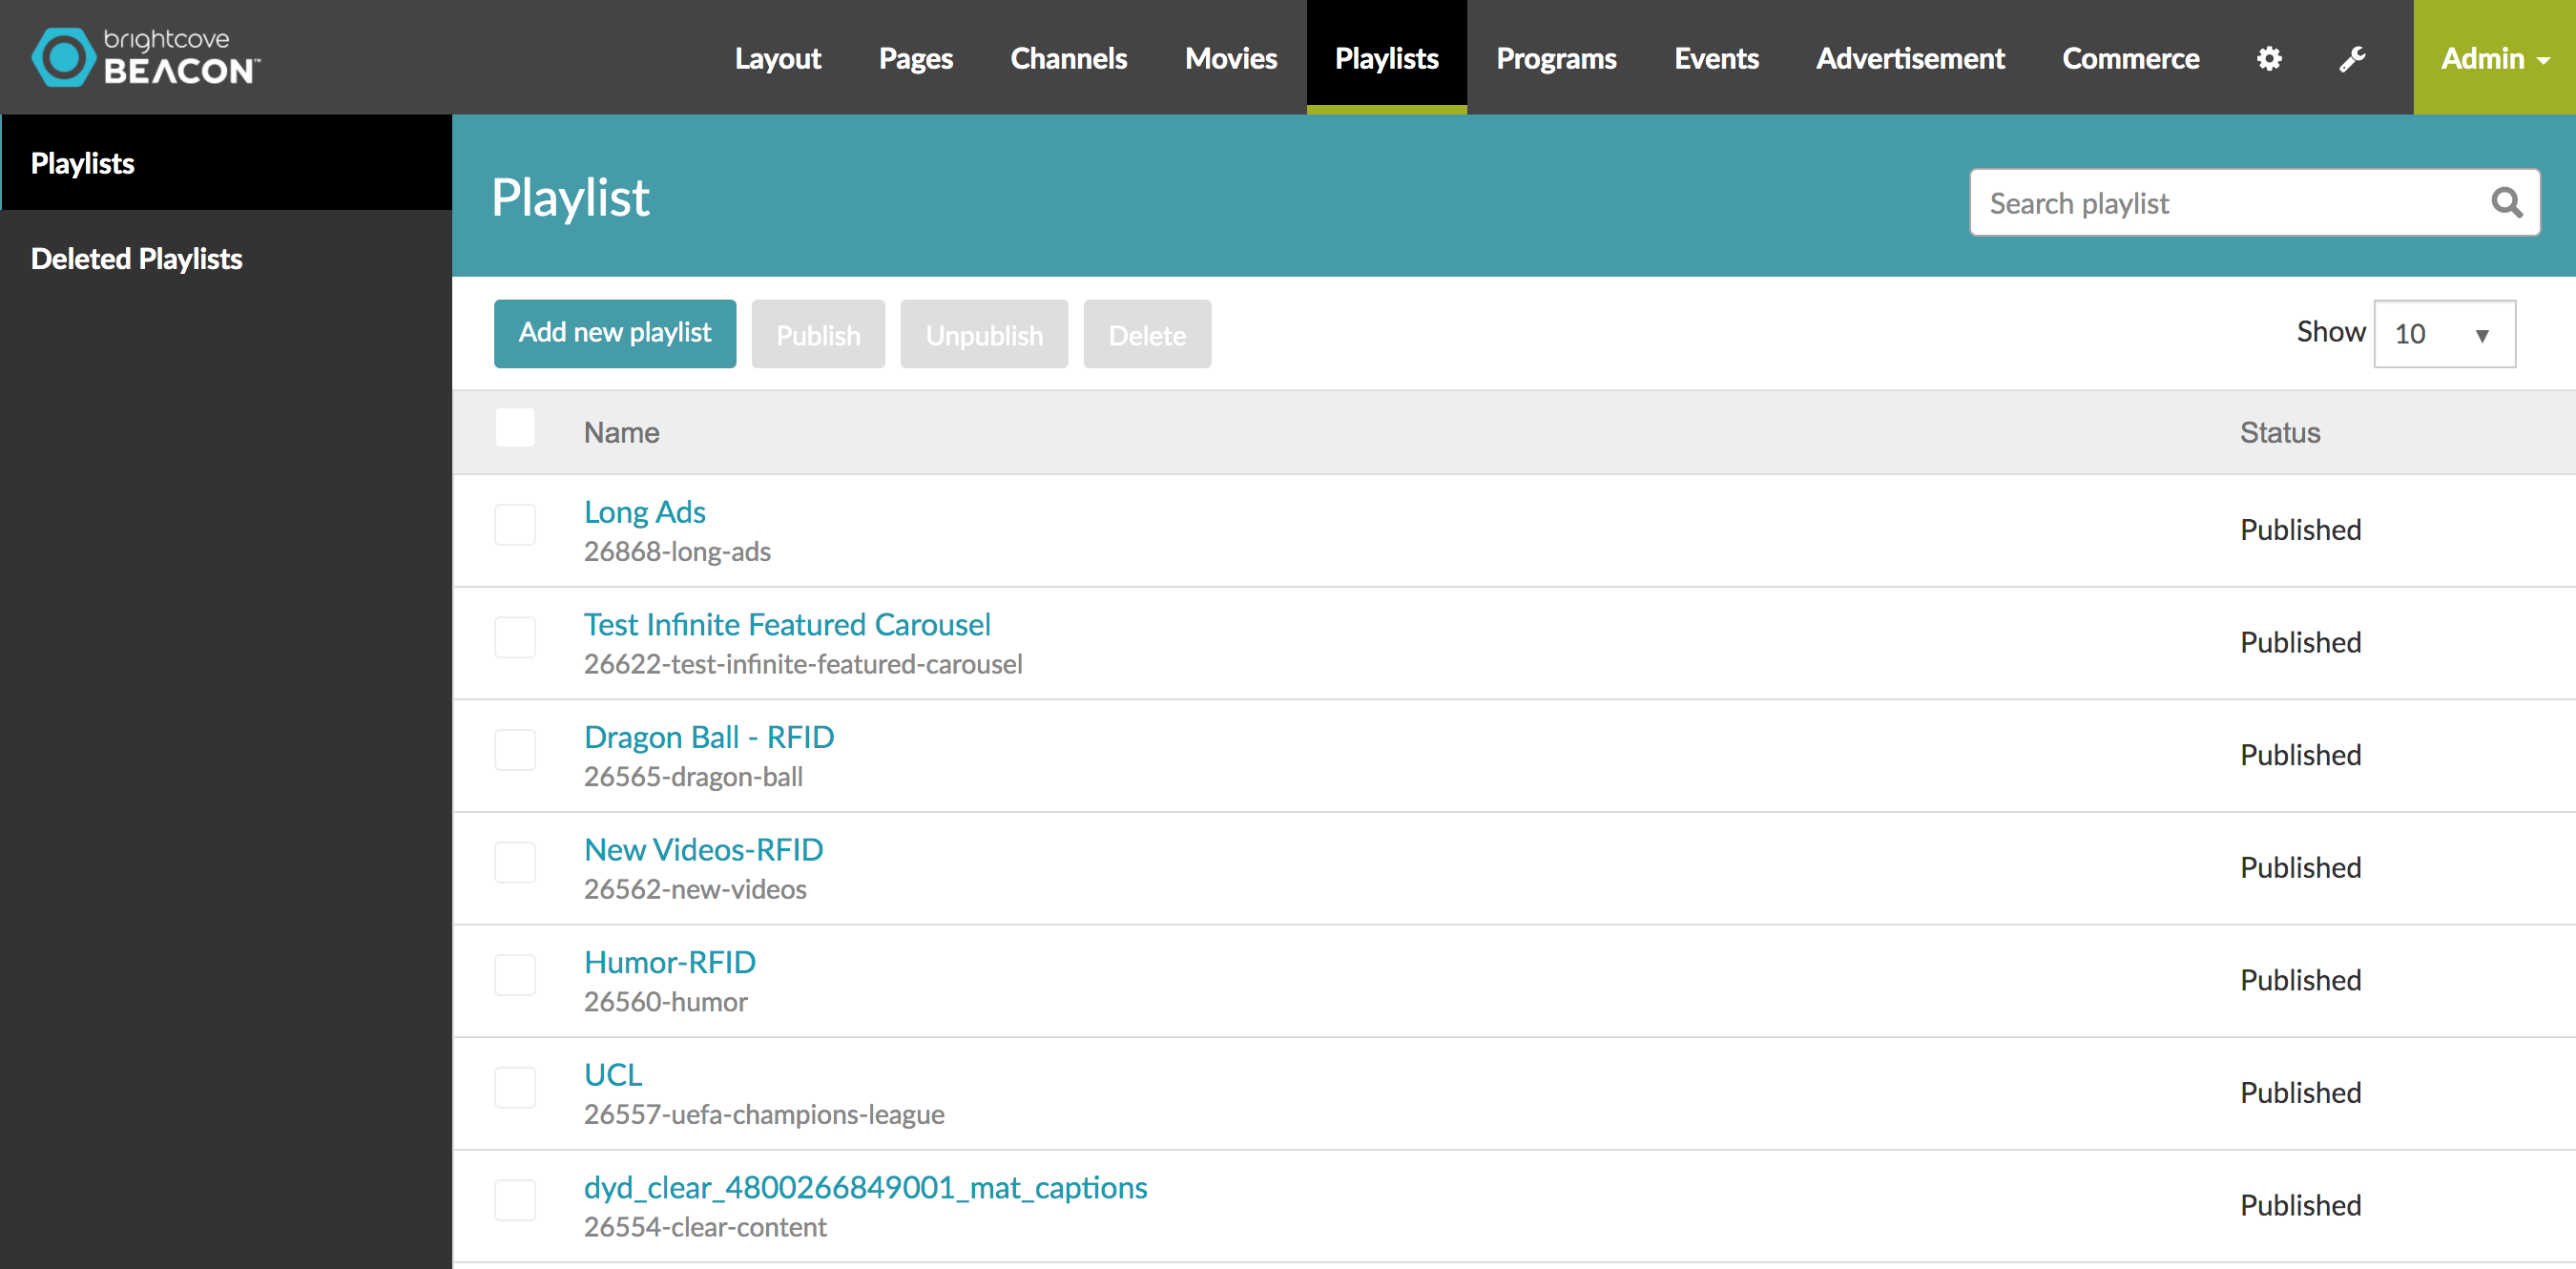 brightcove
BEACON™
Layout Pages Channels Movies Playlists Programs Events Advertisement Commerce Admin
Playlists
Deleted Playlists
Playlist
Search playlist
Add new playlist Publish Unpublish Delete Show 10
Name Status
Long Ads
26868-long-ads
Published
Test Infinite Featured Carousel
26622-test-infinite-featured-carousel
Published
Dragon Ball - RFID
26565-dragon-ball
Published
New Videos-RFID
26562-new-videos
Published
Humor-RFID
26560-humor
Published
UCL
26557-uefa-champions-league
Published
dyd_clear_4800266849001_mat_captions
26554-clear-content
Published